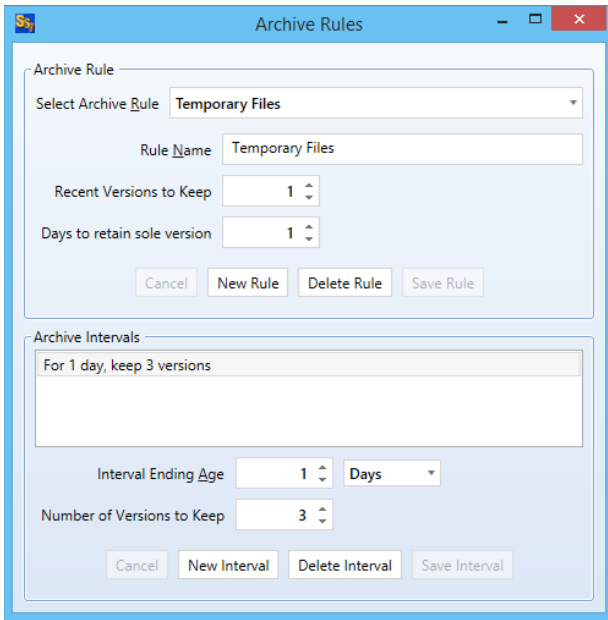 Archive Rules
Archive Rule
Select Archive Rule Temporary Files
Rule Name Temporary Files
Recent Versions to Keep 1
Days to retain sole version 1
Cancel New Rule Delete Rule Save Rule
Archive Intervals
For 1 day, keep 3 versions
Interval Ending Age 1 Days
Number of Versions to Keep 3
Cancel New Interval Delete Interval Save Interval